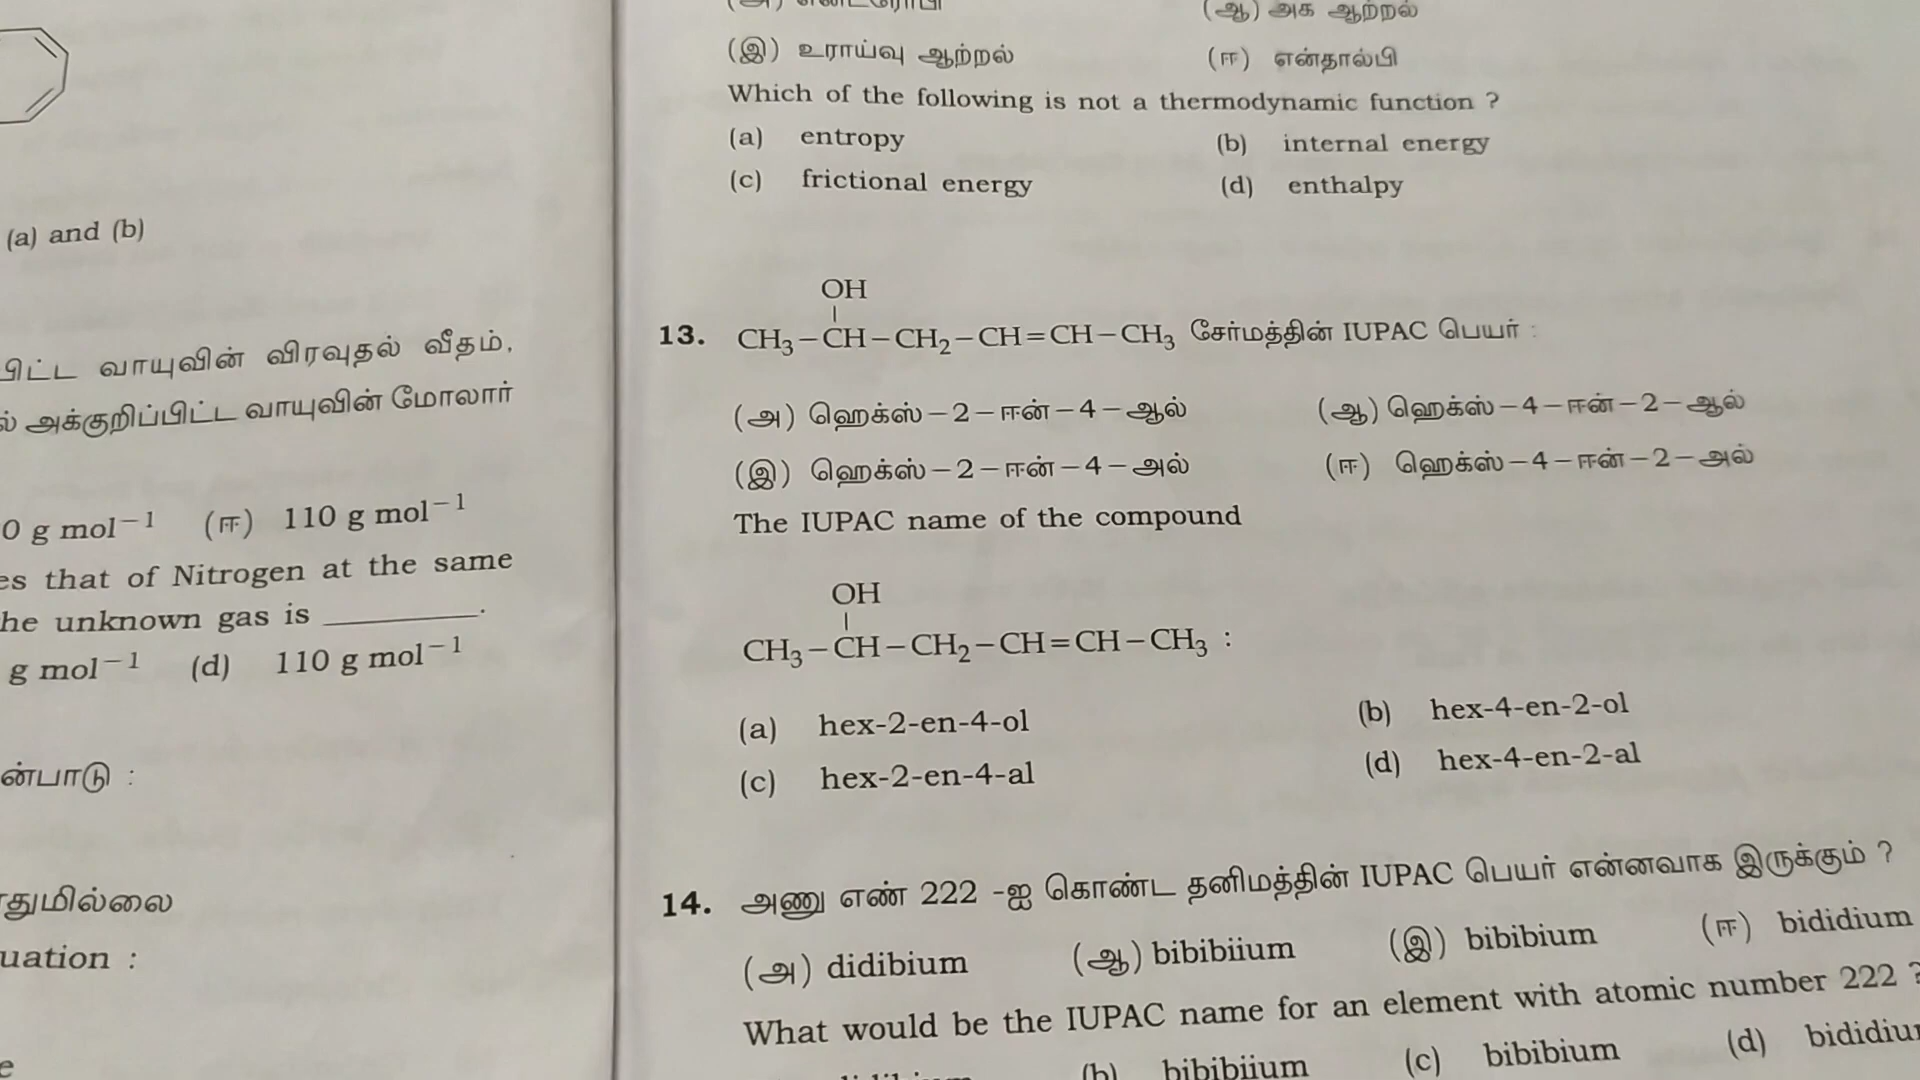 (a) and (b)
பிட்ட வாயுவின் விரவுதல் வீதம்,
அக்குறிப்பிட்ட வாயுவின் மோலார்
0 g mol⁻¹ (ஈ) 110 g mol⁻¹
es that of Nitrogen at the same
he unknown gas is ________.
g mol⁻¹ (d) 110 g mol⁻¹
ன்பாடு :
துமில்லை
uation :
e
(ஆ) அக ஆற்றல்
(இ) உராய்வு ஆற்றல் (ஈ) என்தால்பி
Which of the following is not a thermodynamic function ?
(a) entropy (b) internal energy
(c) frictional energy (d) enthalpy
OH
13. CH₃–CH–CH₂–CH=CH–CH₃ சேர்மத்தின் IUPAC பெயர் :
(அ) ஹெக்ஸ்–2–ஈன்–4–ஆல் (ஆ) ஹெக்ஸ்–4–ஈன்–2–ஆல்
(இ) ஹெக்ஸ்–2–ஈன்–4–அல் (ஈ) ஹெக்ஸ்–4–ஈன்–2–அல்
The IUPAC name of the compound
OH
CH₃–CH–CH₂–CH=CH–CH₃ :
(a) hex-2-en-4-ol (b) hex-4-en-2-ol
(c) hex-2-en-4-al (d) hex-4-en-2-al
14. அணு எண் 222 -ஐ கொண்ட தனிமத்தின் IUPAC பெயர் என்னவாக இருக்கும் ?
(அ) didibium (ஆ) bibibiium (இ) bibibium (ஈ) bididium
What would be the IUPAC name for an element with atomic number 222 ?
(b) bibibiium (c) bibibium (d) bididiu